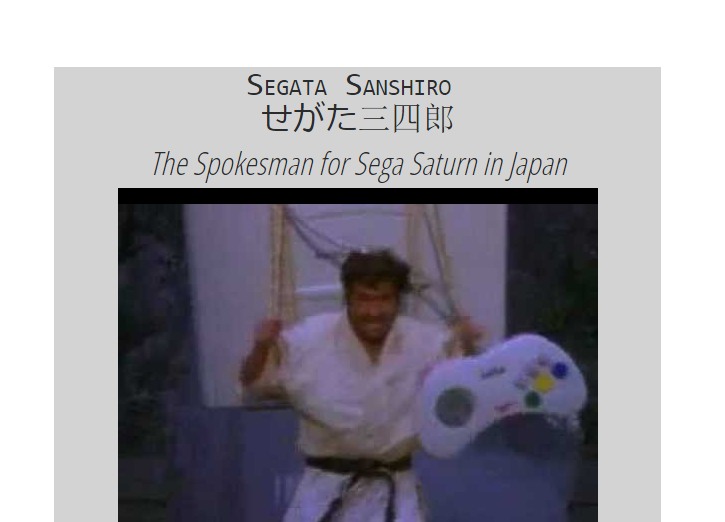 Segata Sanshiro
せがた三四郎
The Spokesman for Sega Saturn in Japan